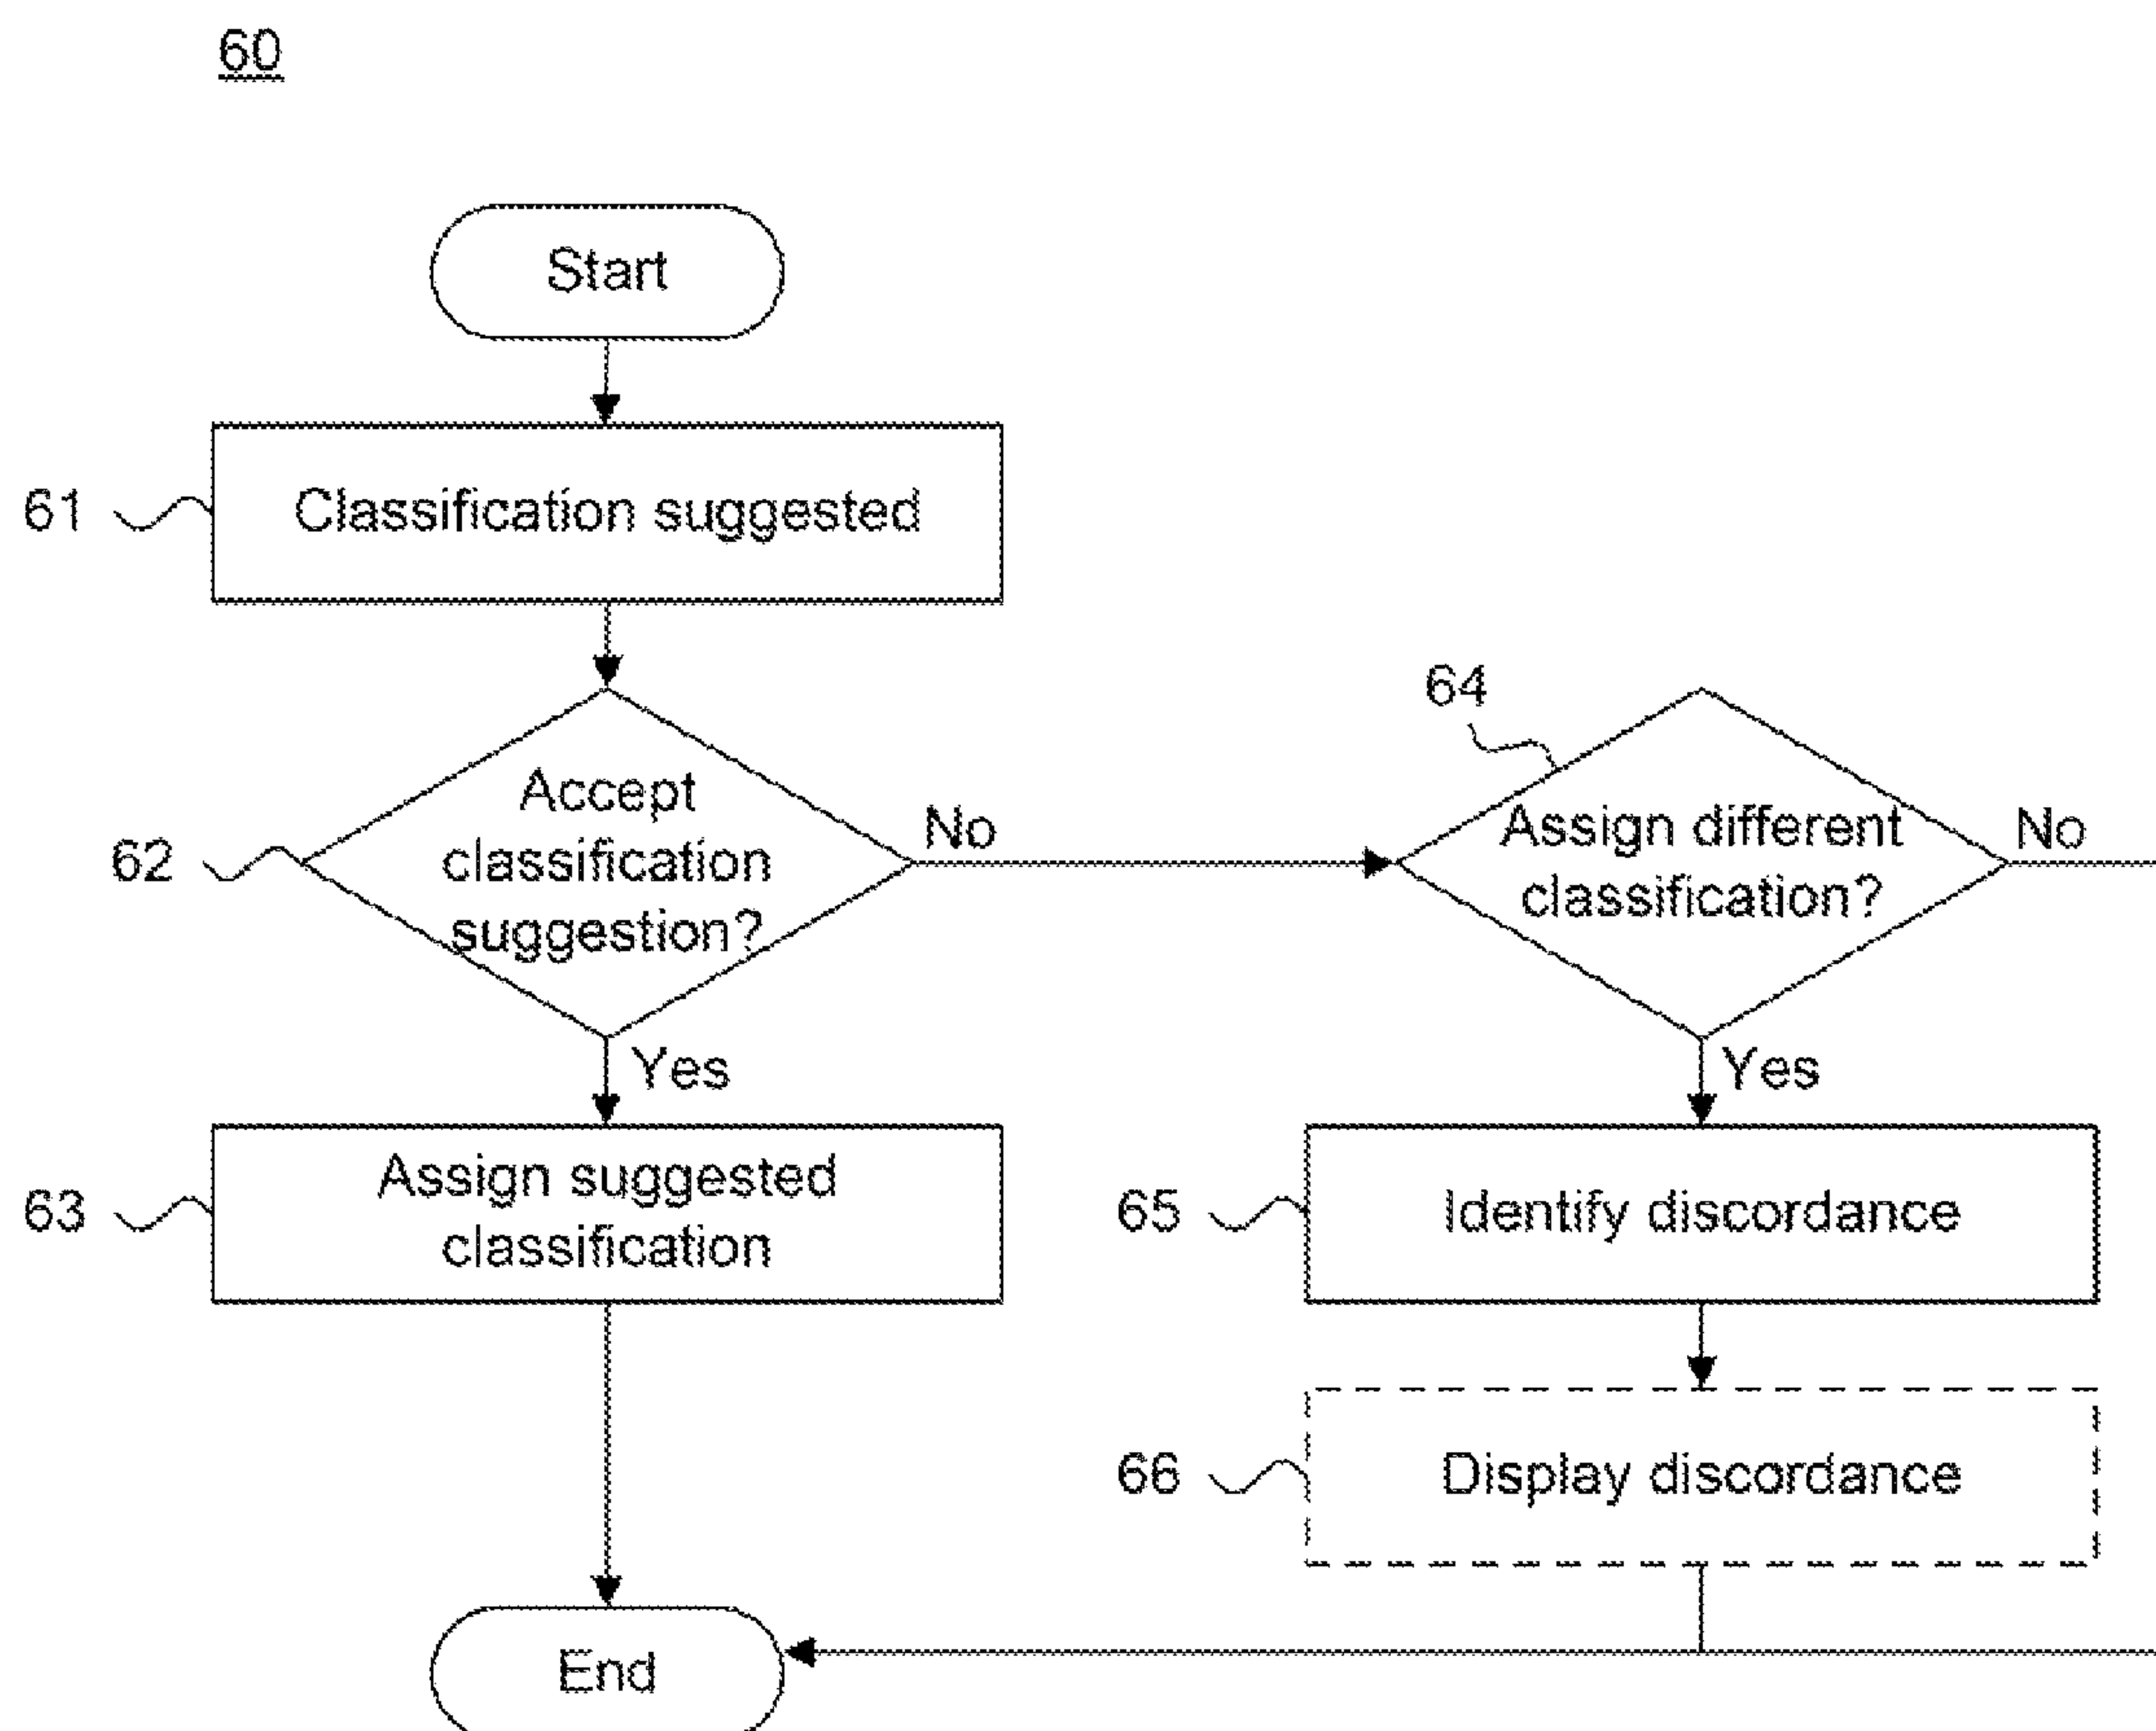 60
Start
61
Classification suggested
62
Accept
classification
suggestion?
No
64
Assign different
classification?
No
Yes
Yes
63
Assign suggested
classification
65
Identify discordance
66
Display discordance
End